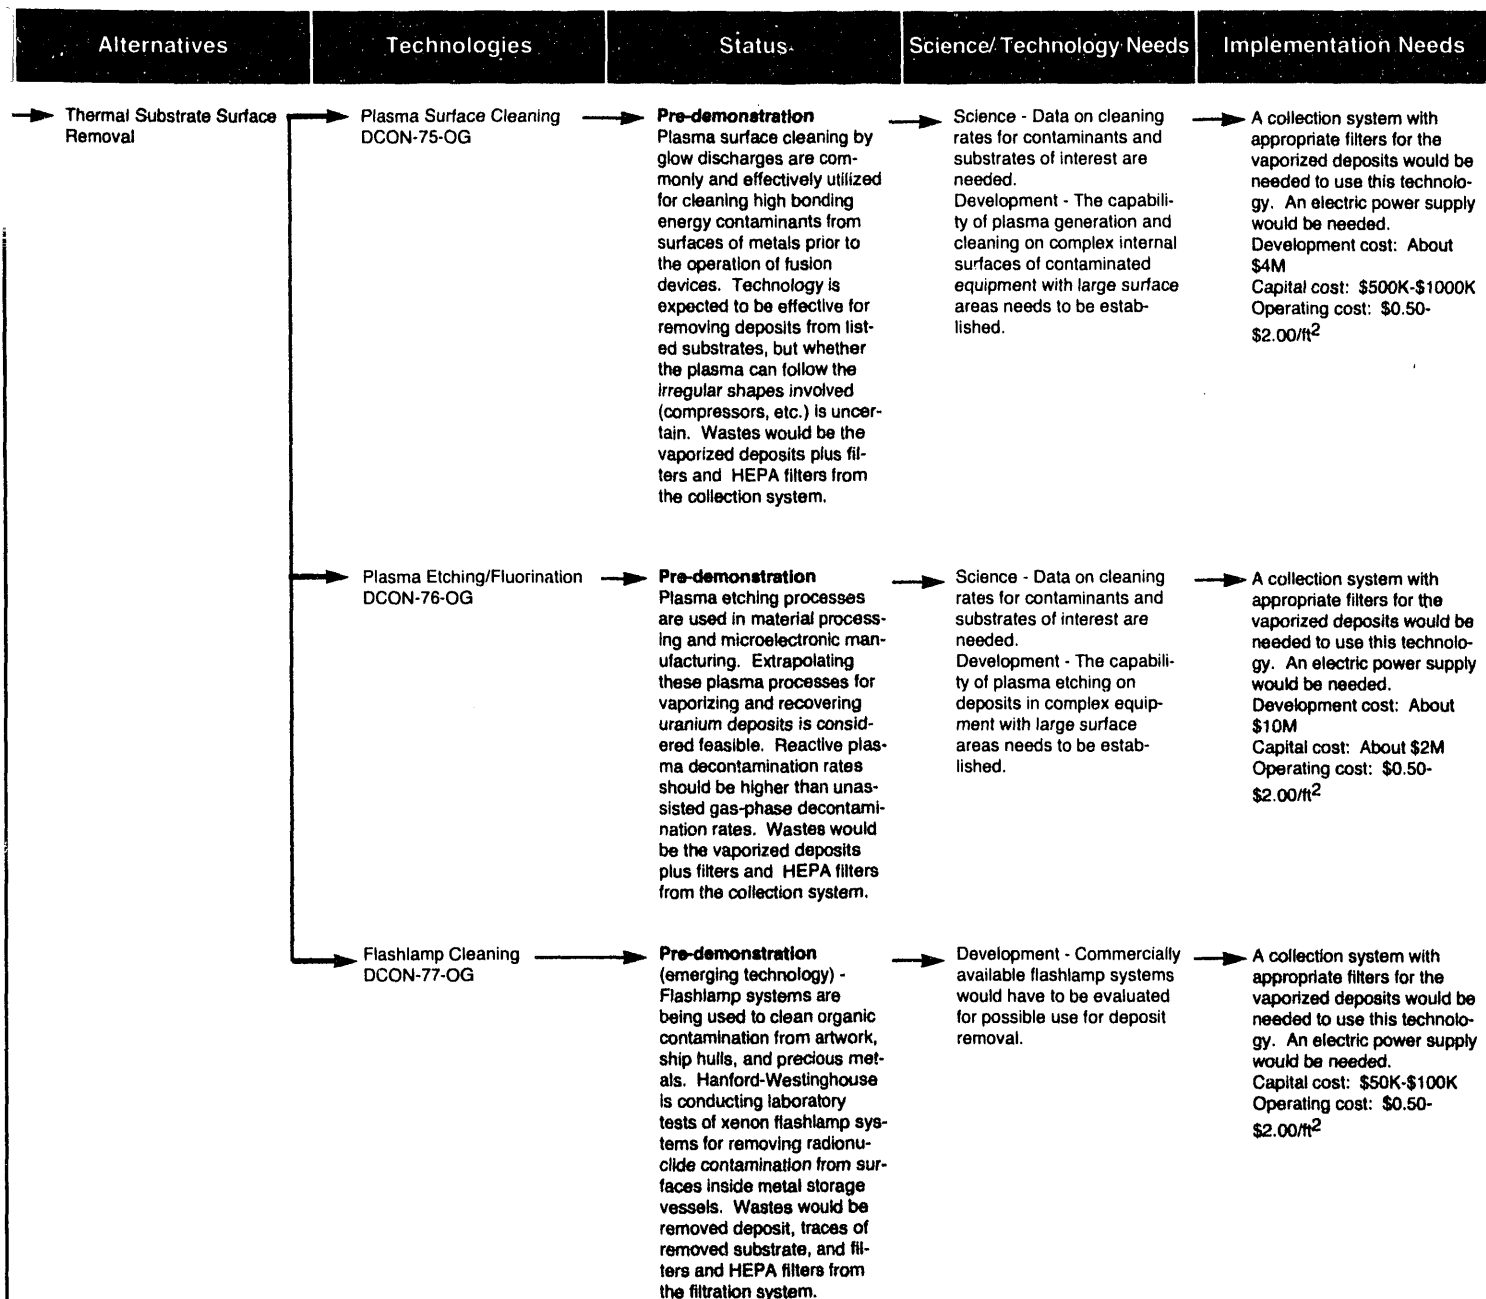 Alternatives
Technologies
Status
Science/ Technology Needs
Implementation Needs
Thermal Substrate Surface
Removal
Plasma Surface Cleaning
DCON-75-OG
Pre-demonstration
Plasma surface cleaning by
glow discharges are com-
monly and effectively utilized
for cleaning high bonding
energy contaminants from
surfaces of metals prior to
the operation of fusion
devices. Technology is
expected to be effective for
removing deposits from list-
ed substrates, but whether
the plasma can follow the
irregular shapes involved
(compressors, etc.) is uncer-
tain. Wastes would be the
vaporized deposits plus fil-
ters and HEPA filters from
the collection system.
Science - Data on cleaning
rates for contaminants and
substrates of interest are
needed.
Development - The capabili-
ty of plasma generation and
cleaning on complex internal
surfaces of contaminated
equipment with large surface
areas needs to be estab-
lished.
A collection system with
appropriate filters for the
vaporized deposits would be
needed to use this technolo-
gy. An electric power supply
would be needed.
Development cost: About
$4M
Capital cost: $500K-$1000K
Operating cost: $0.50-
$2.00/ft2
Plasma Etching/Fluorination
DCON-76-OG
Pre-demonstration
Plasma etching processes
are used in material process-
ing and microelectronic man-
ufacturing. Extrapolating
these plasma processes for
vaporizing and recovering
uranium deposits is consid-
ered feasible. Reactive plas-
ma decontamination rates
should be higher than unas-
sisted gas-phase decontami-
nation rates. Wastes would
be the vaporized deposits
plus filters and HEPA filters
from the collection system.
Science - Data on cleaning
rates for contaminants and
substrates of interest are
needed.
Development - The capabili-
ty of plasma etching on
deposits in complex equip-
ment with large surface
areas needs to be estab-
lished.
A collection system with
appropriate filters for the
vaporized deposits would be
needed to use this technolo-
gy. An electric power supply
would be needed.
Development cost: About
$10M
Capital cost: About $2M
Operating cost: $0.50-
$2.00/ft2
Flashlamp Cleaning
DCON-77-OG
Pre-demonstration
(emerging technology) -
Flashlamp systems are
being used to clean organic
contamination from artwork,
ship hulls, and precious met-
als. Hanford-Westinghouse
is conducting laboratory
tests of xenon flashlamp sys-
tems for removing radionu-
clide contamination from sur-
faces inside metal storage
vessels. Wastes would be
removed deposit, traces of
removed substrate, and fil-
ters and HEPA filters from
the filtration system.
Development - Commercially
available flashlamp systems
would have to be evaluated
for possible use for deposit
removal.
A collection system with
appropriate filters for the
vaporized deposits would be
needed to use this technolo-
gy. An electric power supply
would be needed.
Capital cost: $50K-$100K
Operating cost: $0.50-
$2.00/ft2